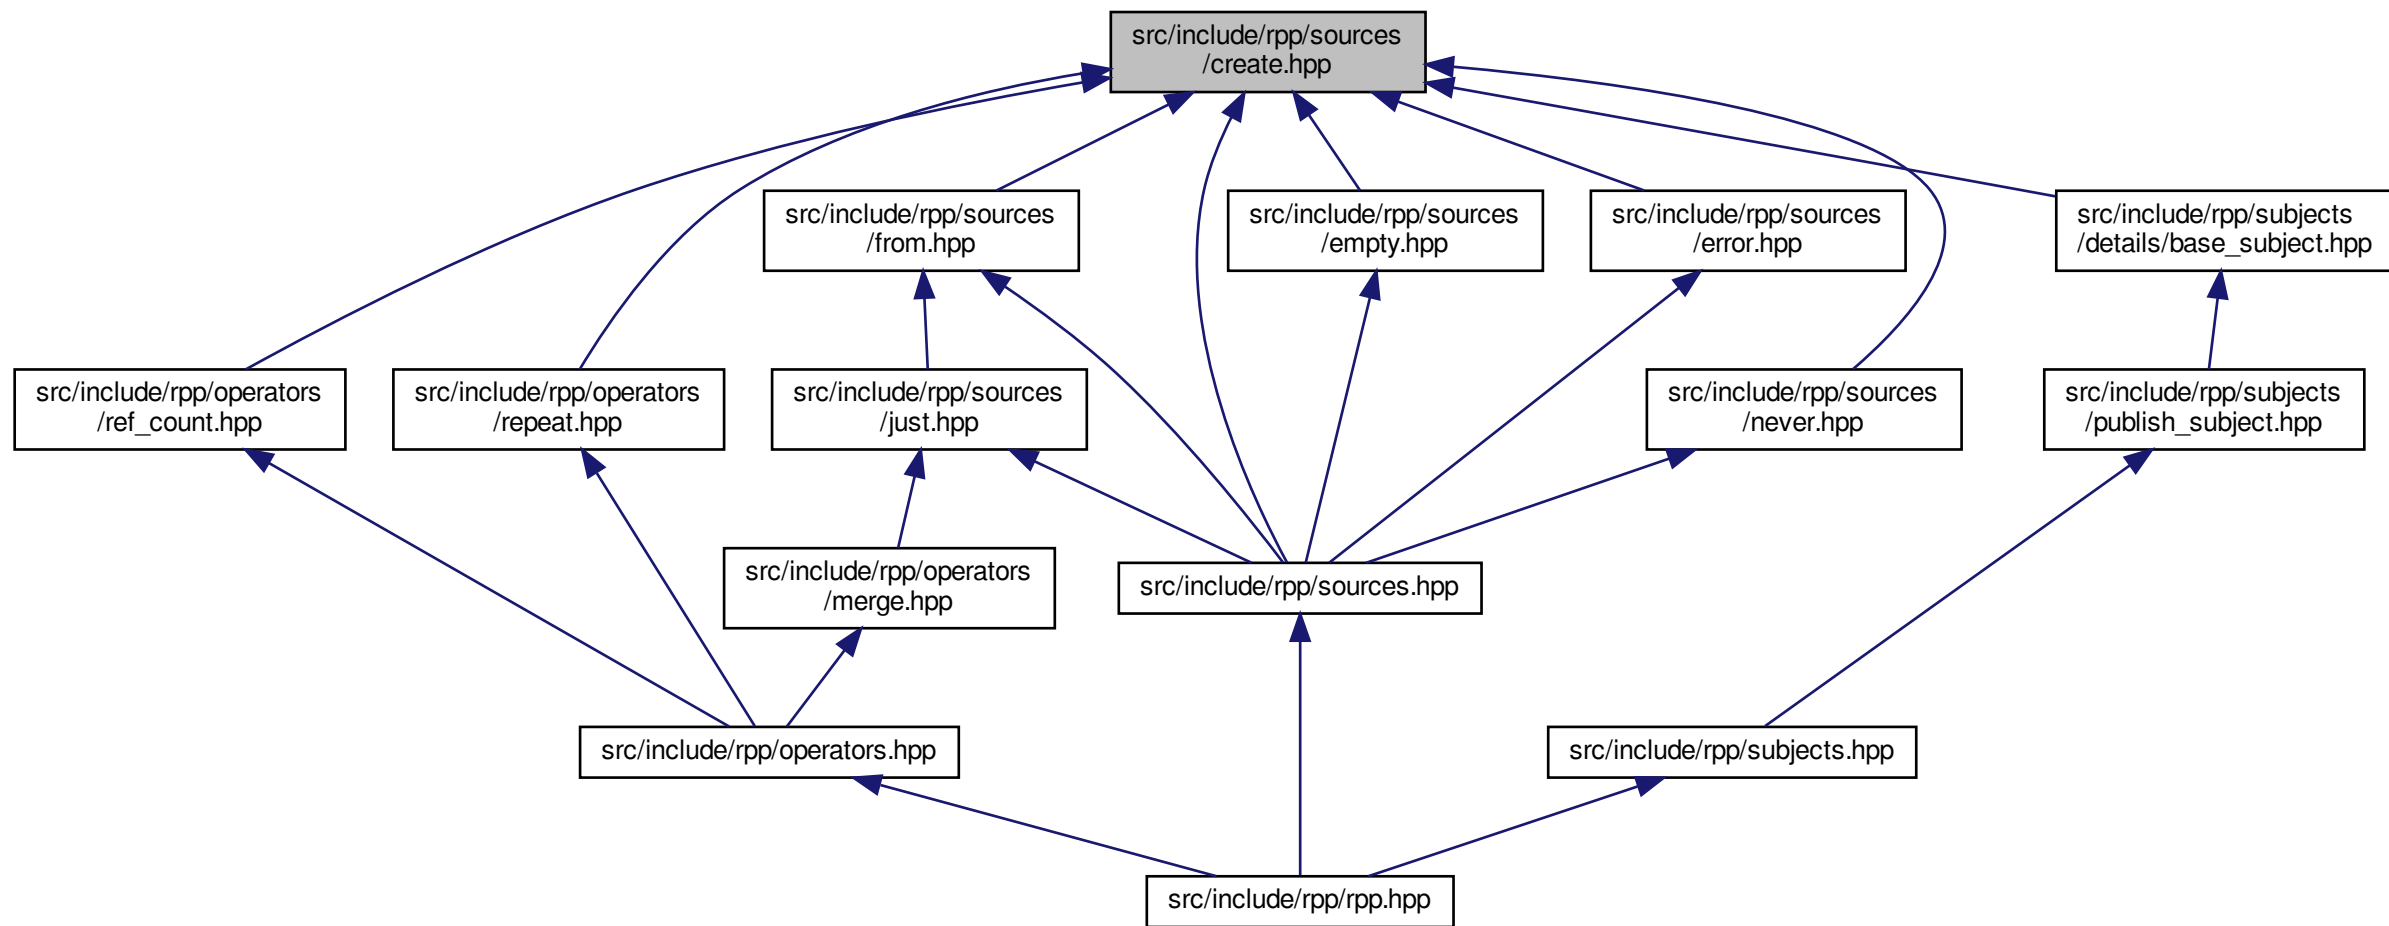 src/include/rpp/sources
/create.hpp
src/include/rpp/sources
/from.hpp
src/include/rpp/sources
/empty.hpp
src/include/rpp/sources
/error.hpp
src/include/rpp/subjects
/details/base_subject.hpp
src/include/rpp/operators
/ref_count.hpp
src/include/rpp/operators
/repeat.hpp
src/include/rpp/sources
/just.hpp
src/include/rpp/sources
/never.hpp
src/include/rpp/subjects
/publish_subject.hpp
src/include/rpp/operators
/merge.hpp
src/include/rpp/sources.hpp
src/include/rpp/operators.hpp
src/include/rpp/subjects.hpp
src/include/rpp/rpp.hpp